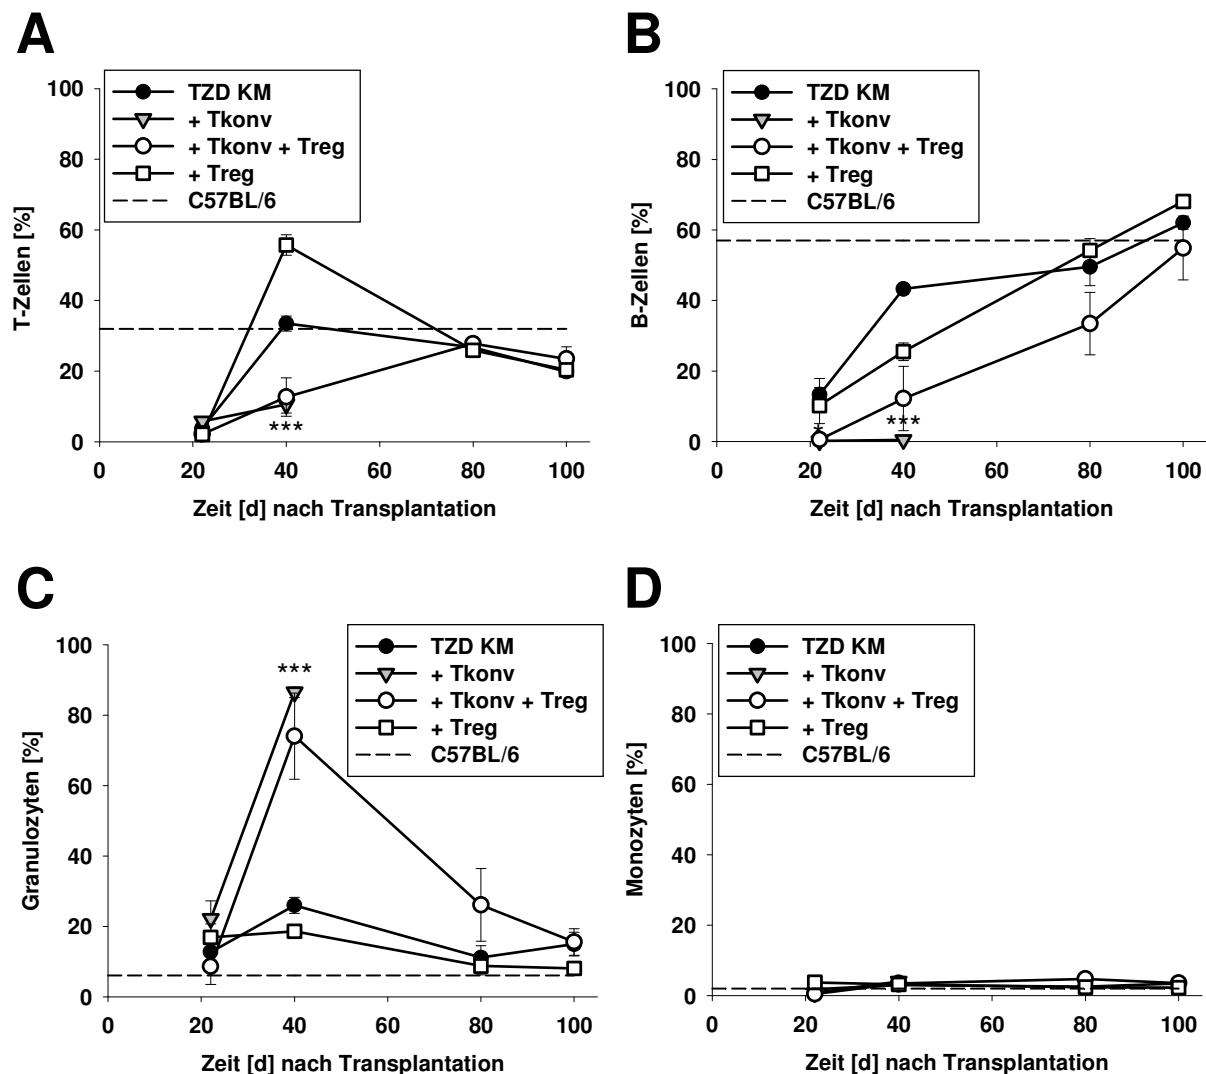 A
T-Zellen [%]
100
80
60
40
20
0
TZD KM
+ Tkonv
+ Tkonv + Treg
+ Treg
C57BL/6
***
0 20 40 60 80 100
Zeit [d] nach Transplantation
B
B-Zellen [%]
100
80
60
40
20
0
TZD KM
+ Tkonv
+ Tkonv + Treg
+ Treg
C57BL/6
***
0 20 40 60 80 100
Zeit [d] nach Transplantation
C
Granulozyten [%]
100
80
60
40
20
0
***
TZD KM
+ Tkonv
+ Tkonv + Treg
+ Treg
C57BL/6
0 20 40 60 80 100
Zeit [d] nach Transplantation
D
Monozyten [%]
100
80
60
40
20
0
TZD KM
+ Tkonv
+ Tkonv + Treg
+ Treg
C57BL/6
0 20 40 60 80 100
Zeit [d] nach Transplantation